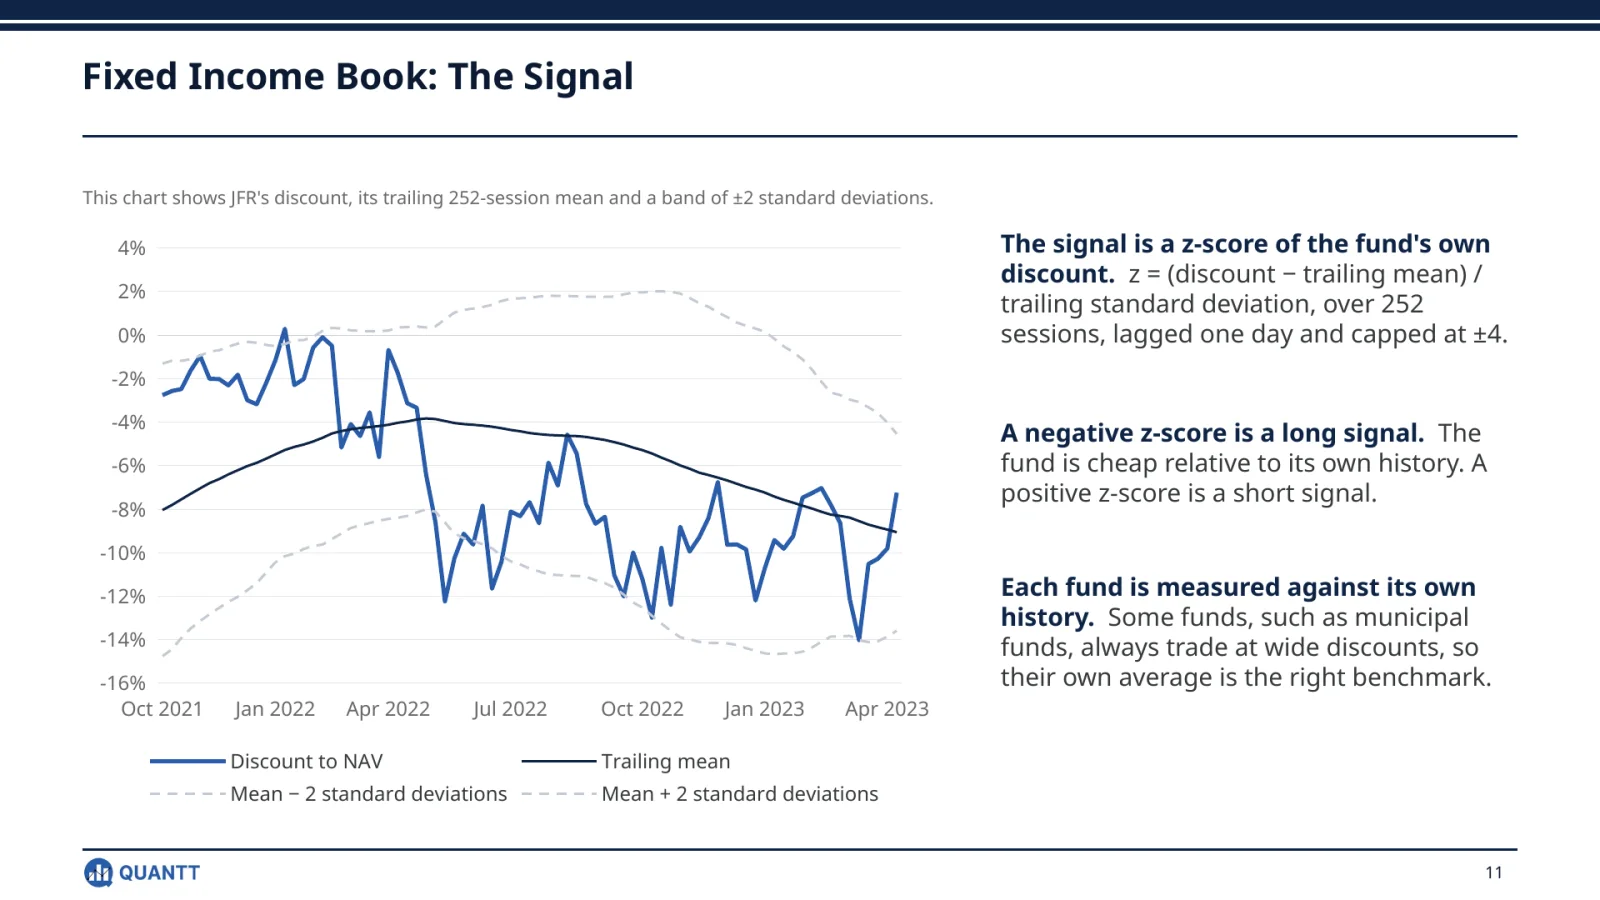 Fixed Income Book: The Signal
This chart shows JFR's discount, its trailing 252-session mean and a band of ±2 standard deviations.
4%
2%
0%
-2%
-4%
-6%
-8%
-10%
-12%
-14%
-16%
Oct 2021 Jan 2022 Apr 2022 Jul 2022 Oct 2022 Jan 2023 Apr 2023
Discount to NAV Trailing mean
Mean − 2 standard deviations Mean + 2 standard deviations
The signal is a z-score of the fund's own
discount. z = (discount − trailing mean) /
trailing standard deviation, over 252
sessions, lagged one day and capped at ±4.
A negative z-score is a long signal. The
fund is cheap relative to its own history. A
positive z-score is a short signal.
Each fund is measured against its own
history. Some funds, such as municipal
funds, always trade at wide discounts, so
their own average is the right benchmark.
QUANTT
11